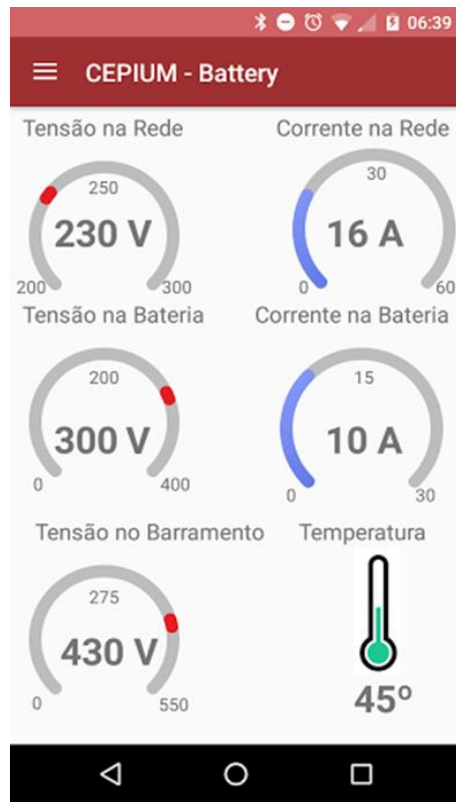 06:39
CEPIUM - Battery
Tensão na Rede
Corrente na Rede
250
230 V
200
300
30
16 A
0
60
Tensão na Bateria
Corrente na Bateria
200
300 V
0
400
15
10 A
0
30
Tensão no Barramento
Temperatura
275
430 V
0
550
45º